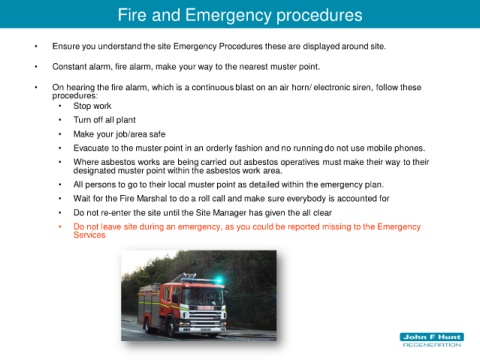 Fire and Emergency procedures
• Ensure you understand the site Emergency Procedures these are displayed around site.
• Constant alarm, fire alarm, make your way to the nearest muster point.
• On hearing the fire alarm, which is a continuous blast on an air horn/ electronic siren, follow these
procedures:
• Stop work
• Turn off all plant
• Make your job/area safe
• Evacuate to the muster point in an orderly fashion and no running do not use mobile phones.
• Where asbestos works are being carried out asbestos operatives must make their way to their
designated muster point within the asbestos work area.
• All persons to go to their local muster point as detailed within the emergency plan.
• Wait for the Fire Marshal to do a roll call and make sure everybody is accounted for
• Do not re-enter the site until the Site Manager has given the all clear
• Do not leave site during an emergency, as you could be reported missing to the Emergency
Services
John F Hunt
REGENERATION